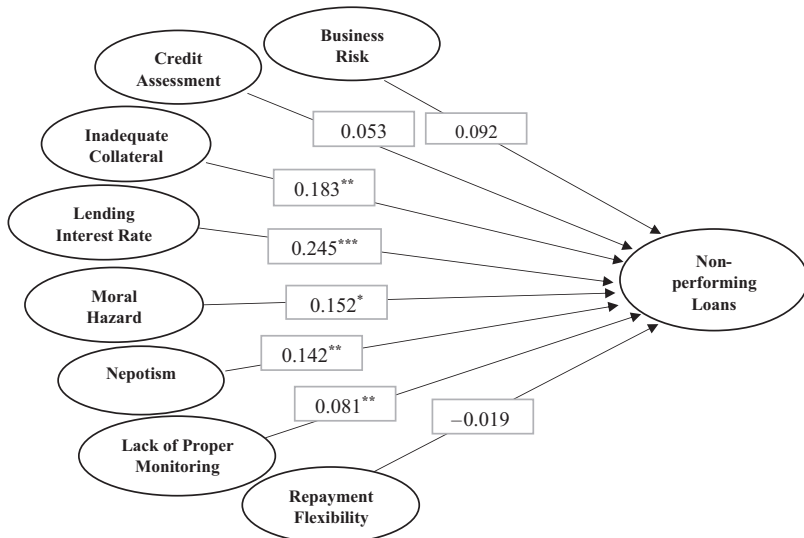 Business
Risk
Credit
Assessment
0.053
0.092
Inadequate
Collateral
0.183**
Lending
Interest Rate
0.245***
Non-
performing
Loans
Moral
Hazard
0.152*
Nepotism
0.142**
0.081**
−0.019
Lack of Proper
Monitoring
Repayment
Flexibility